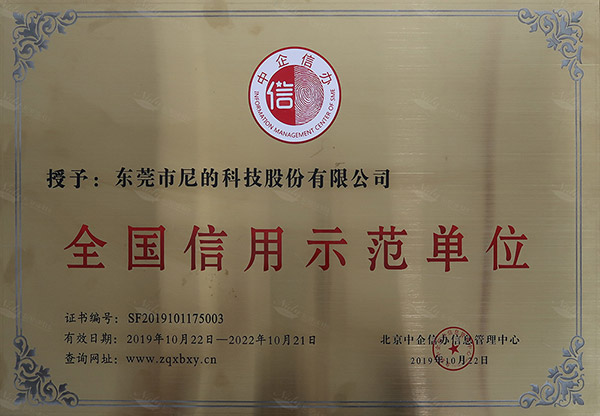 中企信办
信
INFORMATION MANAGEMENT CENTER OF SME
授予：东莞市尼的科技股份有限公司
全国信用示范单位
证书编号：SF2019101175003
有效日期：2019年10月22日—2022年10月21日
查询网址：www.zqxbxy.cn
北京中企信办信息管理中心
2019年10月22日